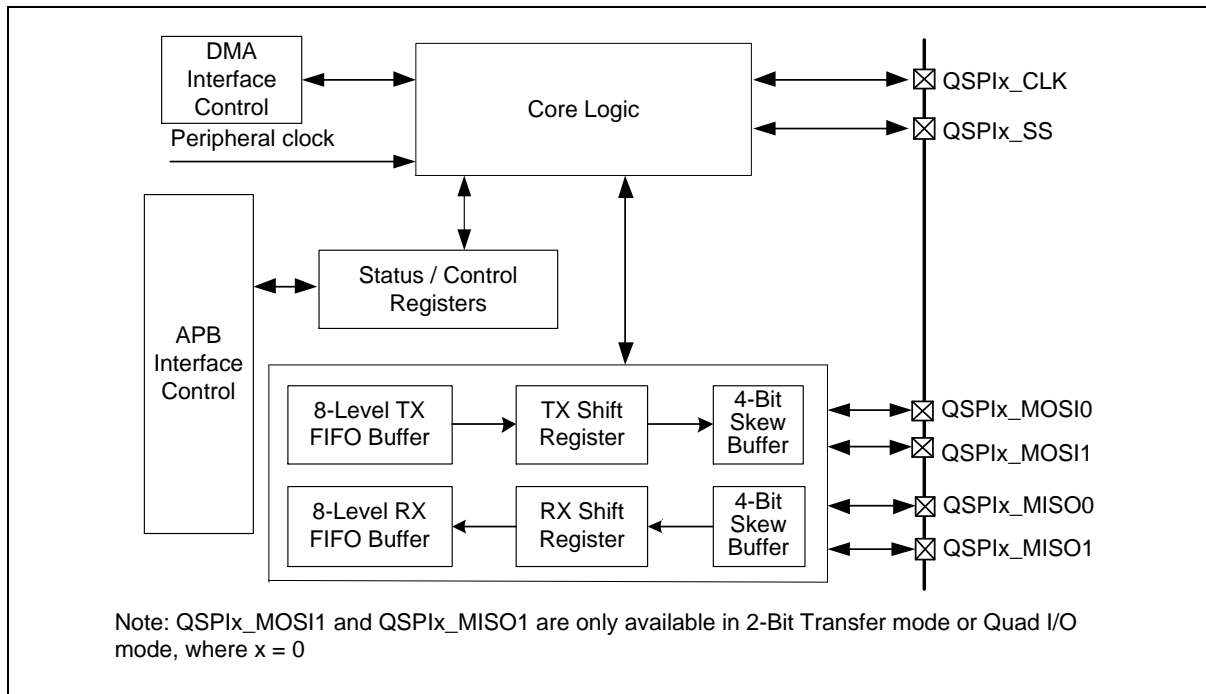 DMA
Interface
Control
Peripheral clock
Core Logic
QSPIx_CLK
QSPIx_SS
APB
Interface
Control
Status / Control
Registers
8-Level TX
FIFO Buffer
TX Shift
Register
4-Bit
Skew
Buffer
8-Level RX
FIFO Buffer
RX Shift
Register
4-Bit
Skew
Buffer
QSPIx_MOSI0
QSPIx_MOSI1
QSPIx_MISO0
QSPIx_MISO1
Note: QSPIx_MOSI1 and QSPIx_MISO1 are only available in 2-Bit Transfer mode or Quad I/O
mode, where x = 0